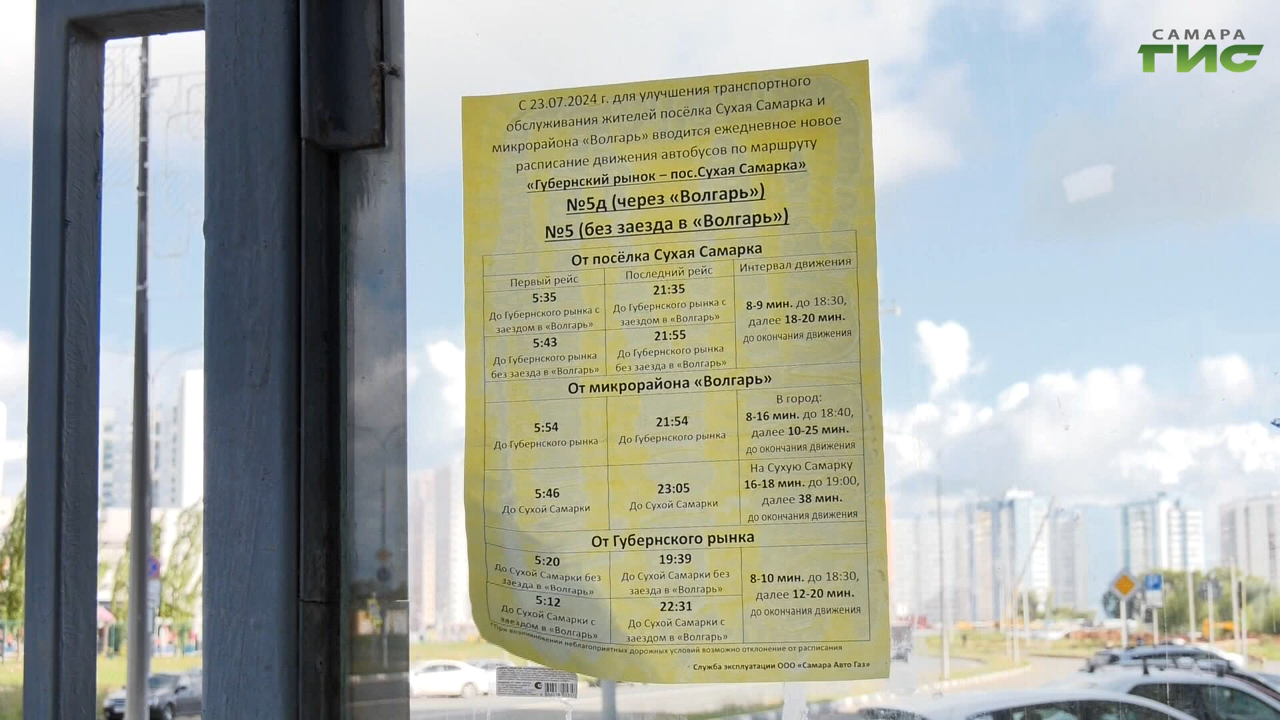 САМАРА
ГИС
С 23.07.2024 г. для улучшения транспортного
обслуживания жителей посёлка Сухая Самарка и
микрорайона «Волгарь» вводится ежедневное новое
расписание движения автобусов по маршруту
«Губернский рынок – пос.Сухая Самарка»
№5д (через «Волгарь»)
№5 (без заезда в «Волгарь»)
От посёлка Сухая Самарка
Первый рейс
Последний рейс
Интервал движения
5:35
До Губернского рынка с
заездом в «Волгарь»
21:35
До Губернского рынка с
заездом в «Волгарь»
8-9 мин. до 18:30,
далее 18-20 мин.
до окончания движения
5:43
До Губернского рынка
без заезда в «Волгарь»
21:55
До Губернского рынка
без заезда в «Волгарь»
От микрорайона «Волгарь»
5:54
До Губернского рынка
21:54
До Губернского рынка
В город:
8-16 мин. до 18:40,
далее 10-25 мин.
до окончания движения
5:46
До Сухой Самарки
23:05
До Сухой Самарки
На Сухую Самарку
16-18 мин. до 19:00,
далее 38 мин.
до окончания движения
От Губернского рынка
5:20
До Сухой Самарки без
заезда в «Волгарь»
19:39
До Сухой Самарки без
заезда в «Волгарь»
8-10 мин. до 18:30,
далее 12-20 мин.
до окончания движения
5:12
До Сухой Самарки с
заездом в «Волгарь»
22:31
До Сухой Самарки с
заездом в «Волгарь»
*При возникновении неблагоприятных дорожных условий возможно отклонение от расписания
Служба эксплуатации ООО «Самара Авто Газ»